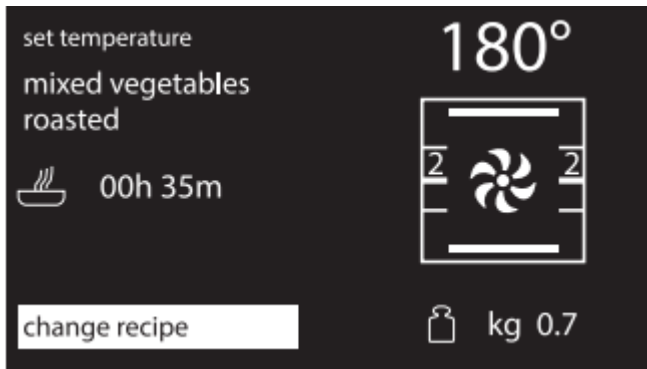 set temperature
180°
mixed vegetables
roasted
2 2
00h 35m
change recipe
kg 0.7